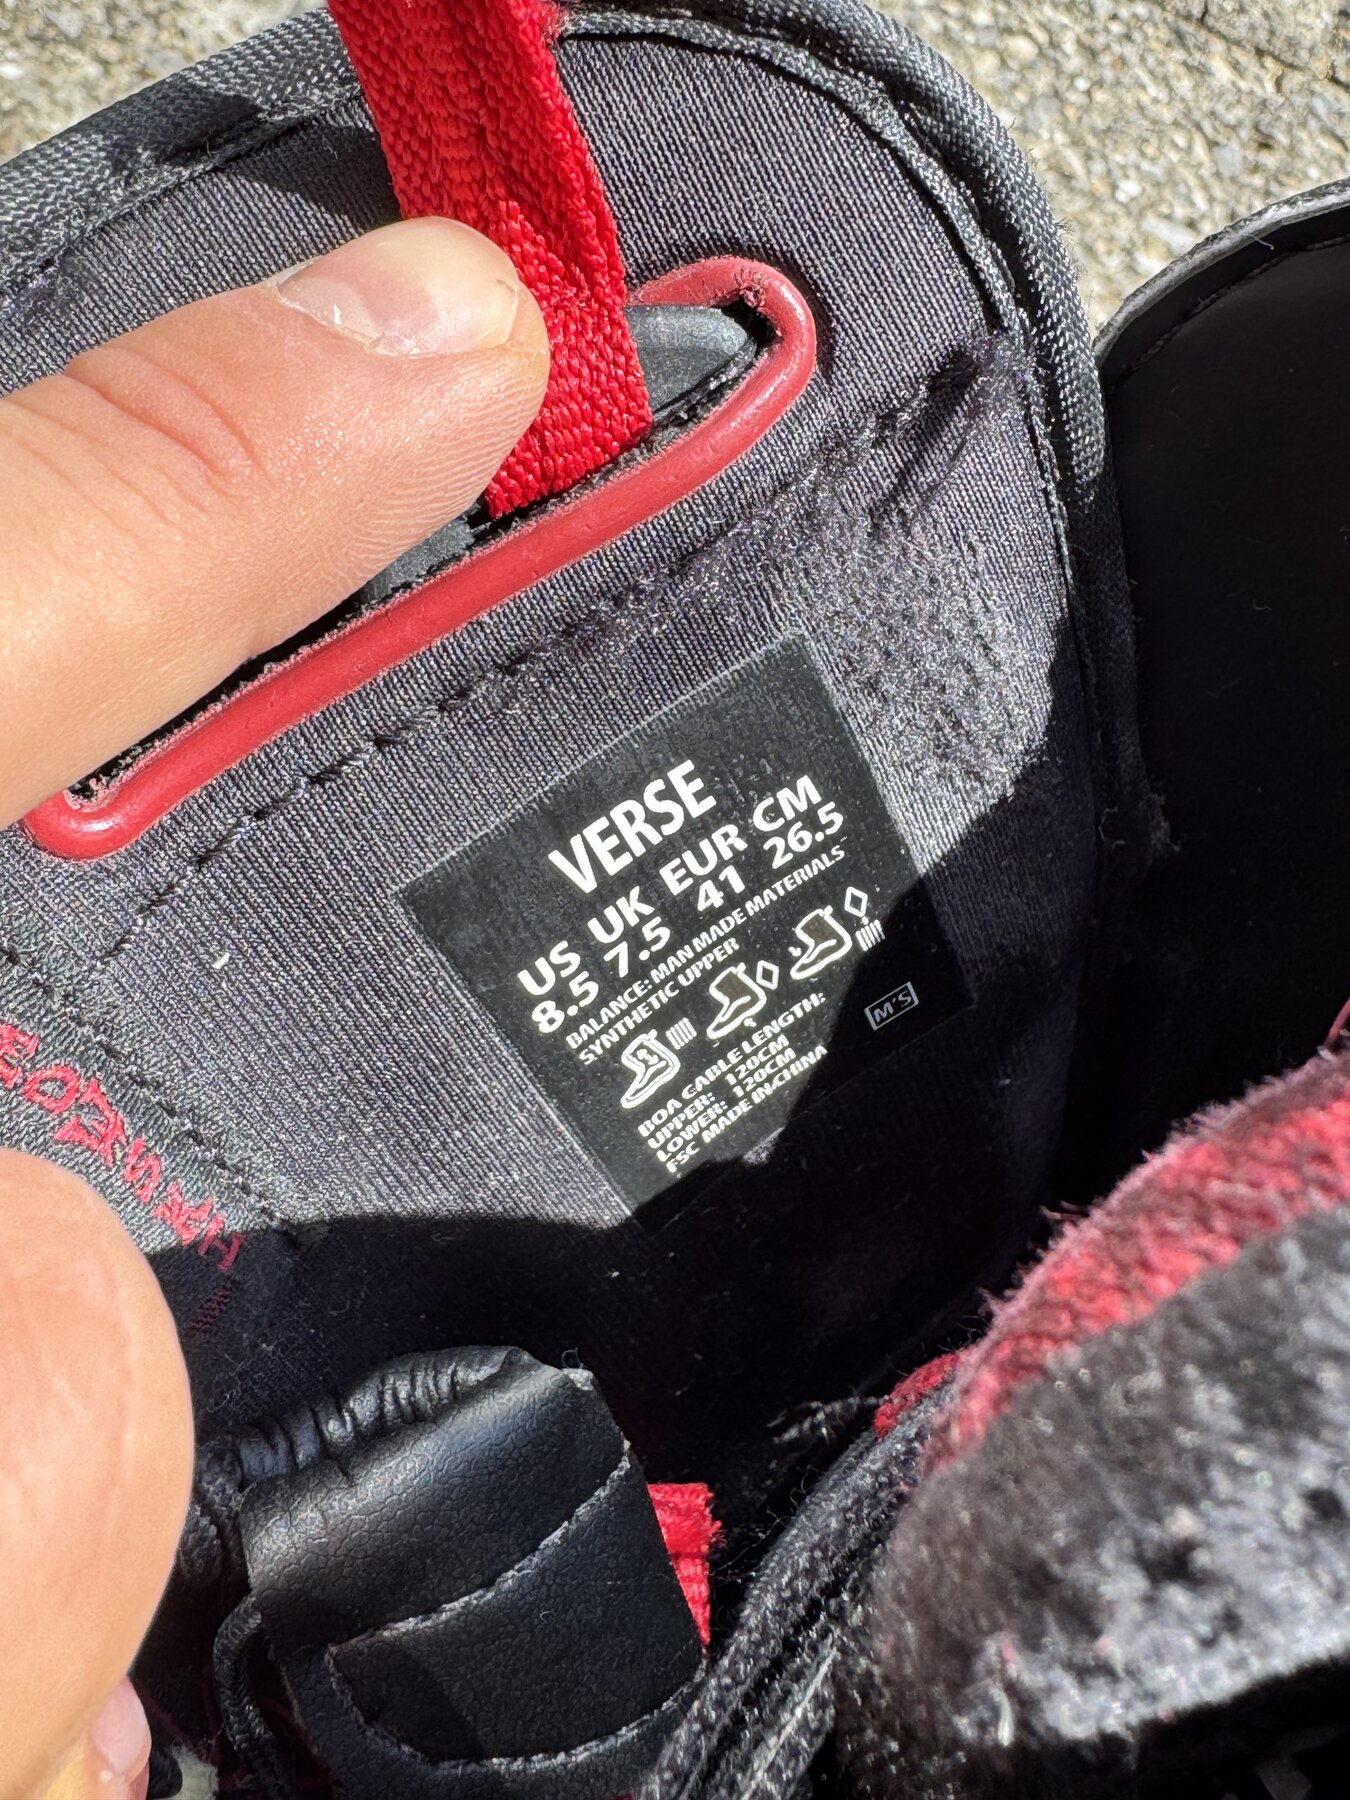 VERSE
US UK EUR CM
8.5 7.5 41 26.5
BALANCE: MAN MADE MATERIALS
SYNTHETIC UPPER
BOA CABLE LENGTH:
UPPER: 120CM
LOWER: 120CM
FSC MADE IN CHINA
M'S